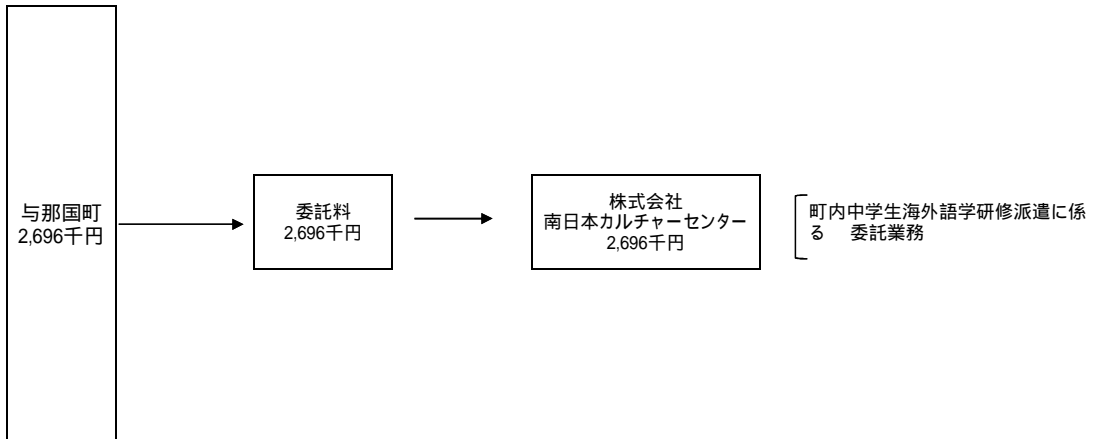 与那国町
2,696千円
委託料
2,696千円
株式会社
南日本カルチャーセンター
2,696千円
町内中学生海外語学研修派遣に係
る 委託業務